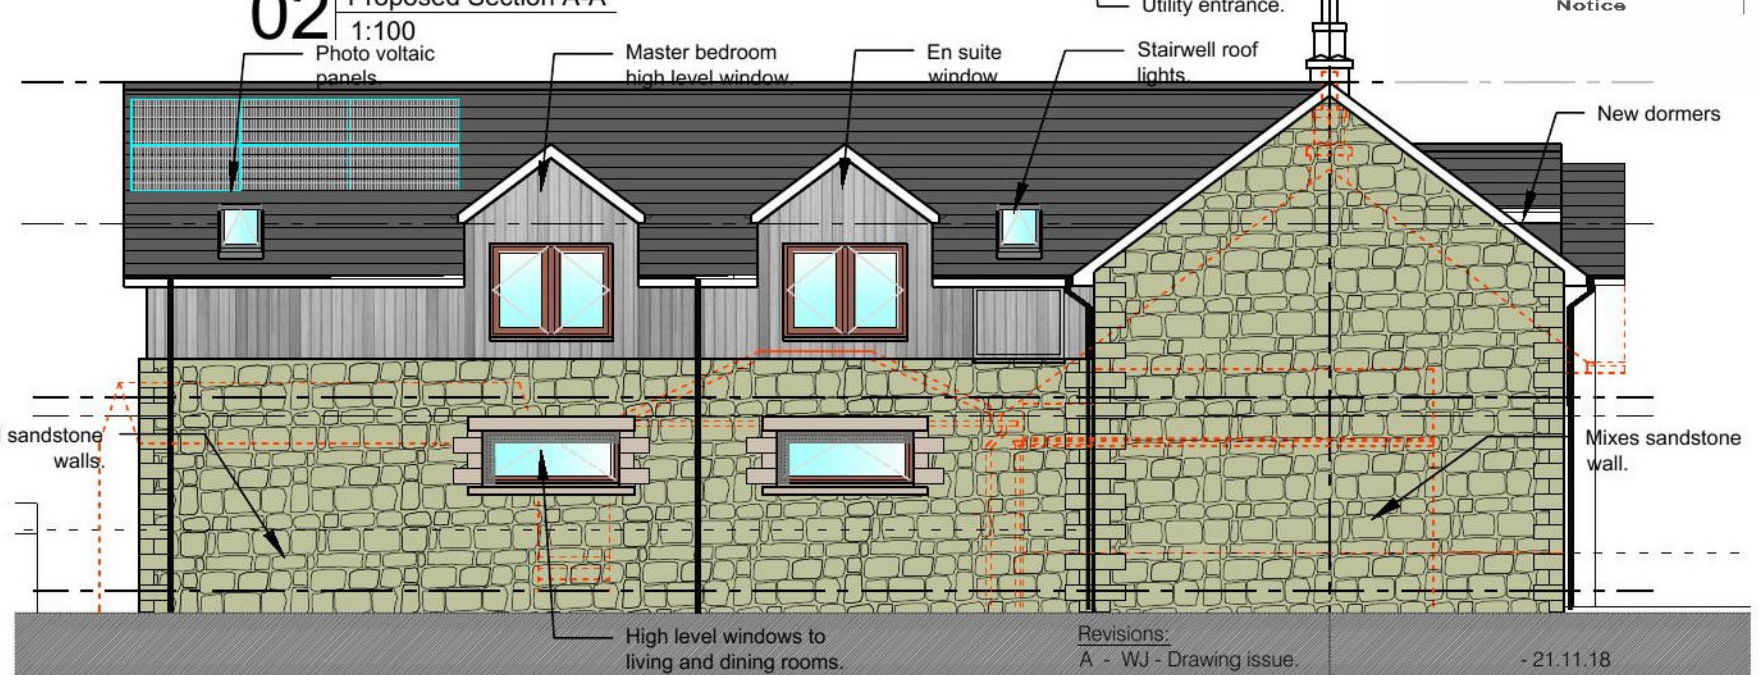 02
Proposed Section A-A
1:100
Utility entrance.
Notice
Photo voltaic
panels.
Master bedroom
high level window.
En suite
window
Stairwell roof
lights.
New dormers
sandstone
walls.
Mixes sandstone
wall.
High level windows to
living and dining rooms.
Revisions:
A - WJ - Drawing issue.
- 21.11.18